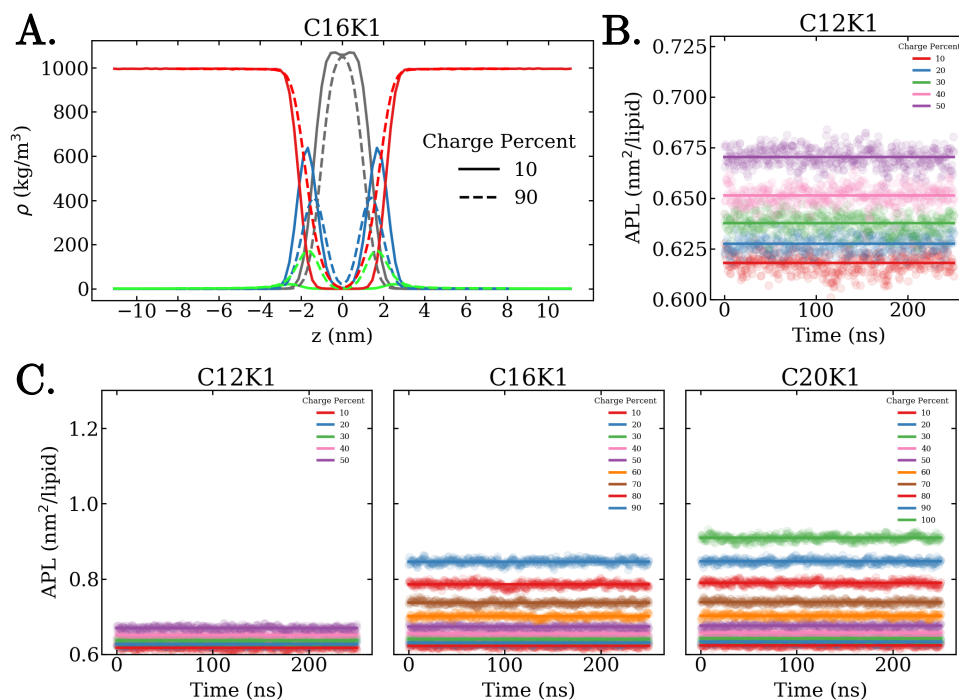 A.
C16K1
ρ (kg/m³)
1000
800
600
400
200
0
Charge Percent
10
90
−10 −8 −6 −4 −2 0 2 4 6 8 10
z (nm)
B.
C12K1
APL (nm²/lipid)
0.725
0.700
0.675
0.650
0.625
0.600
Charge Percent
10
20
30
40
50
0 100 200
Time (ns)
C.
C12K1
APL (nm²/lipid)
1.2
1.0
0.8
0.6
Charge Percent
10
20
30
40
50
0 100 200
Time (ns)
C16K1
Charge Percent
10
20
30
40
50
60
70
80
90
0 100 200
Time (ns)
C20K1
Charge Percent
10
20
30
40
50
60
70
80
90
100
0 100 200
Time (ns)